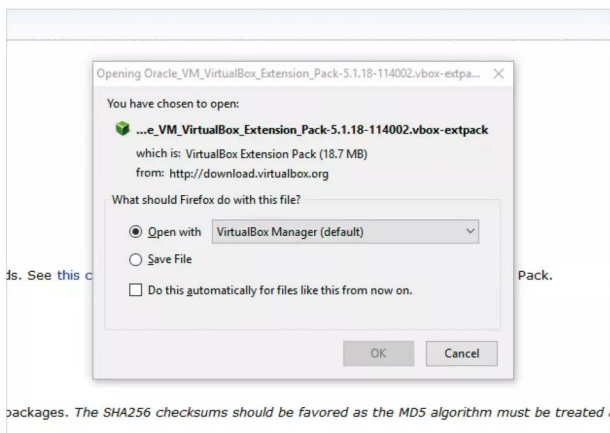 Opening Oracle_VM_VirtualBox_Extension_Pack-5.1.18-114002.vbox-extpa...
You have chosen to open:
...e_VM_VirtualBox_Extension_Pack-5.1.18-114002.vbox-extpack
which is: VirtualBox Extension Pack (18.7 MB)
from: http://download.virtualbox.org
What should Firefox do with this file?
Open with VirtualBox Manager (default)
Save File
Do this automatically for files like this from now on.
ds. See this c Pack.
OK Cancel
packages. The SHA256 checksums should be favored as the MD5 algorithm must be treated